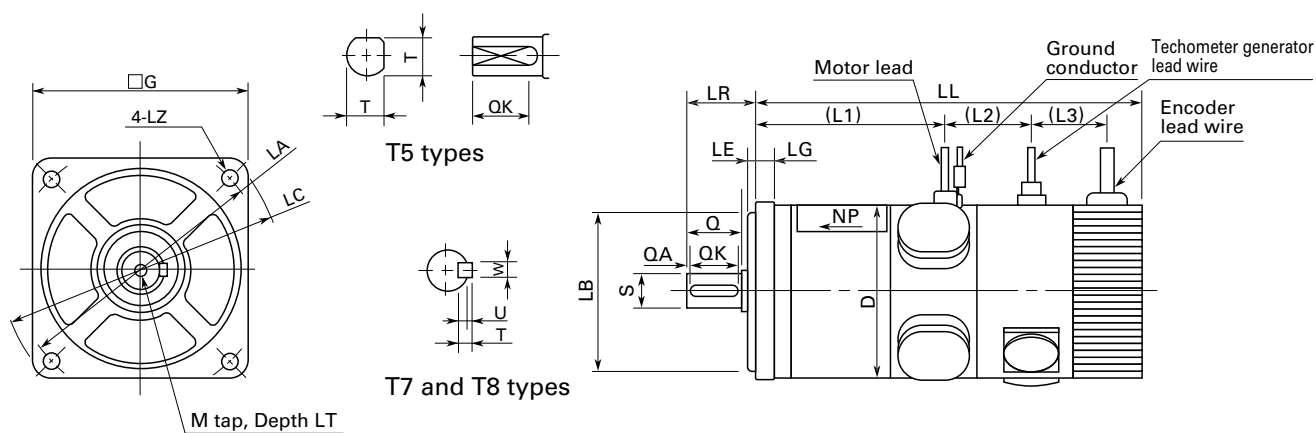 □G
4-LZ
LA
LC
M tap, Depth LT
T
T
QK
T5 types
W
U
T
T7 and T8 types
Motor lead
Ground
conductor
Techometer generator
lead wire
Encoder
lead wire
LR
LL
(L1)
(L2)
(L3)
LE
LG
NP
Q
QA
QK
LB
S
D